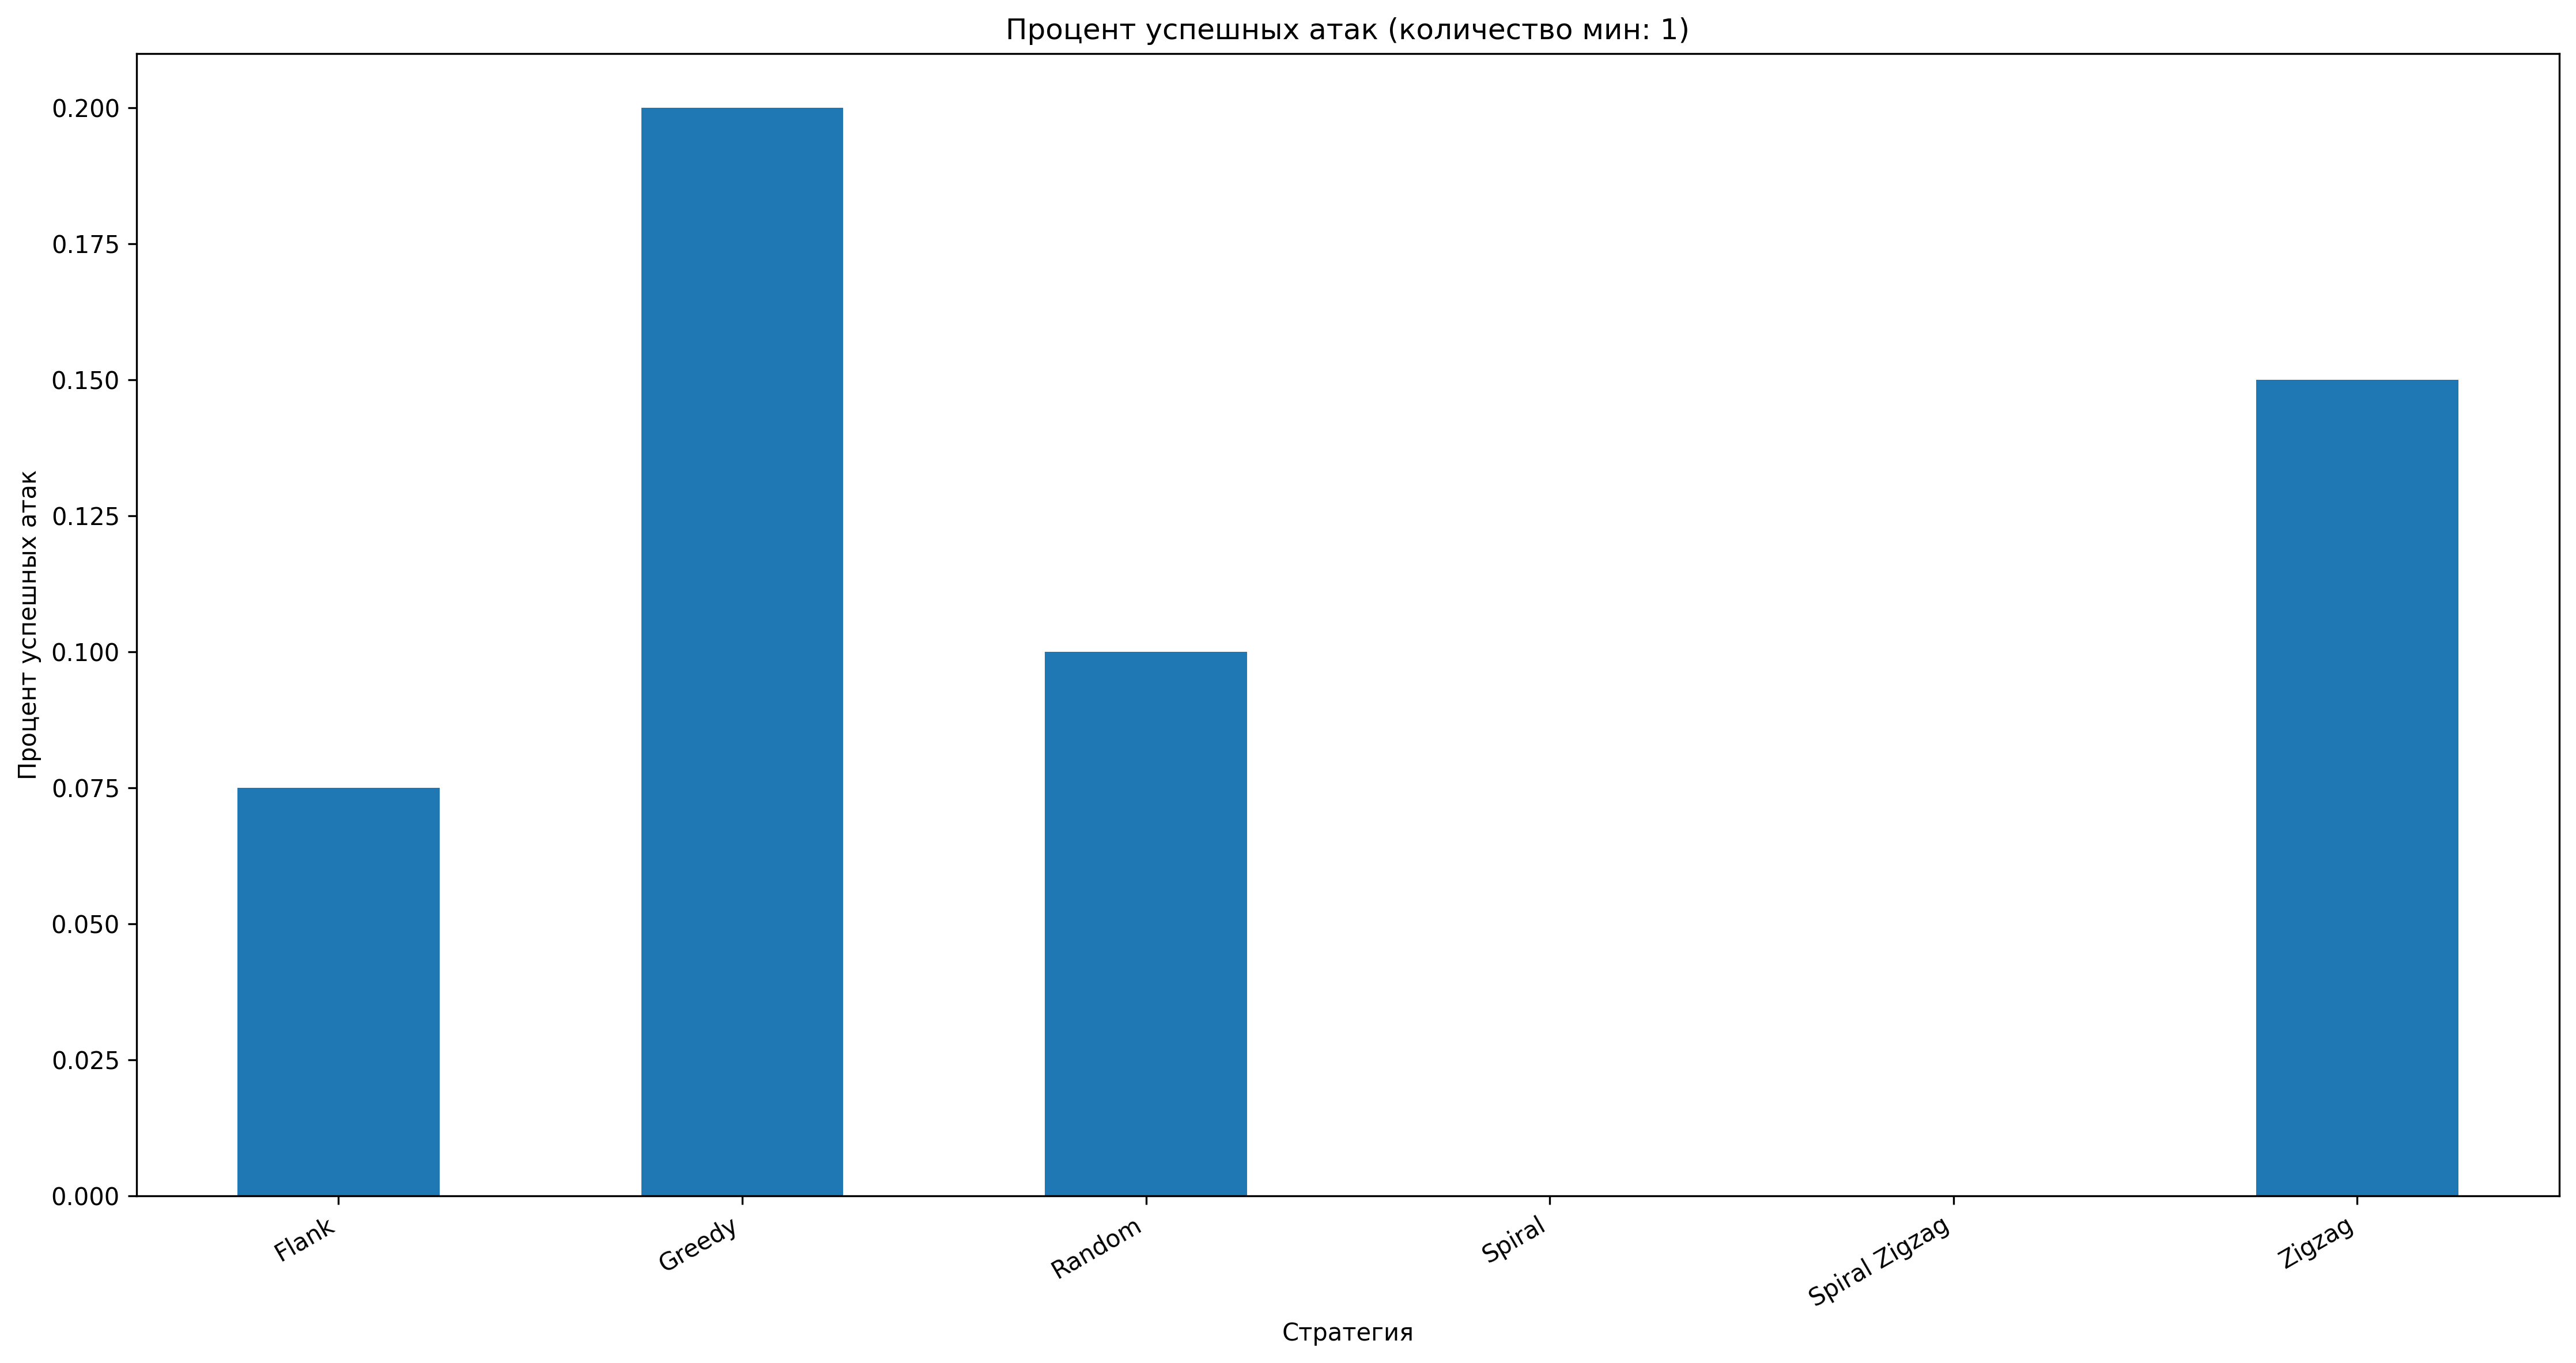 Процент успешных атак (количество мин: 1)
Процент успешных атак
0.200
0.175
0.150
0.125
0.100
0.075
0.050
0.025
0.000
Flank
Greedy
Random
Spiral
Spiral Zigzag
Zigzag
Стратегия